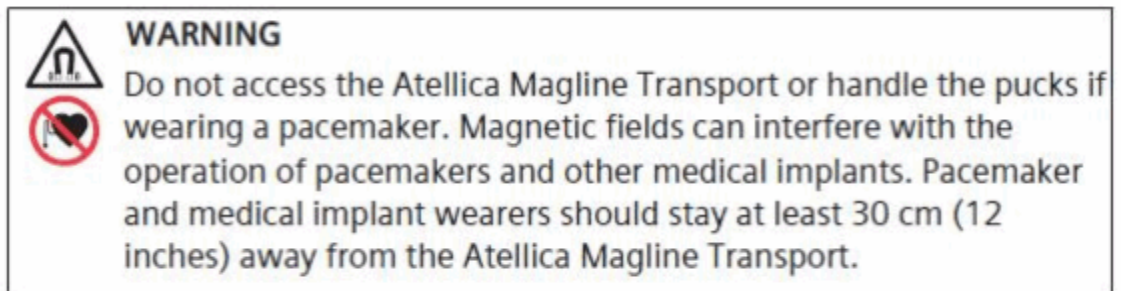 WARNING
Do not access the Atellica Magline Transport or handle the pucks if
wearing a pacemaker. Magnetic fields can interfere with the
operation of pacemakers and other medical implants. Pacemaker
and medical implant wearers should stay at least 30 cm (12
inches) away from the Atellica Magline Transport.